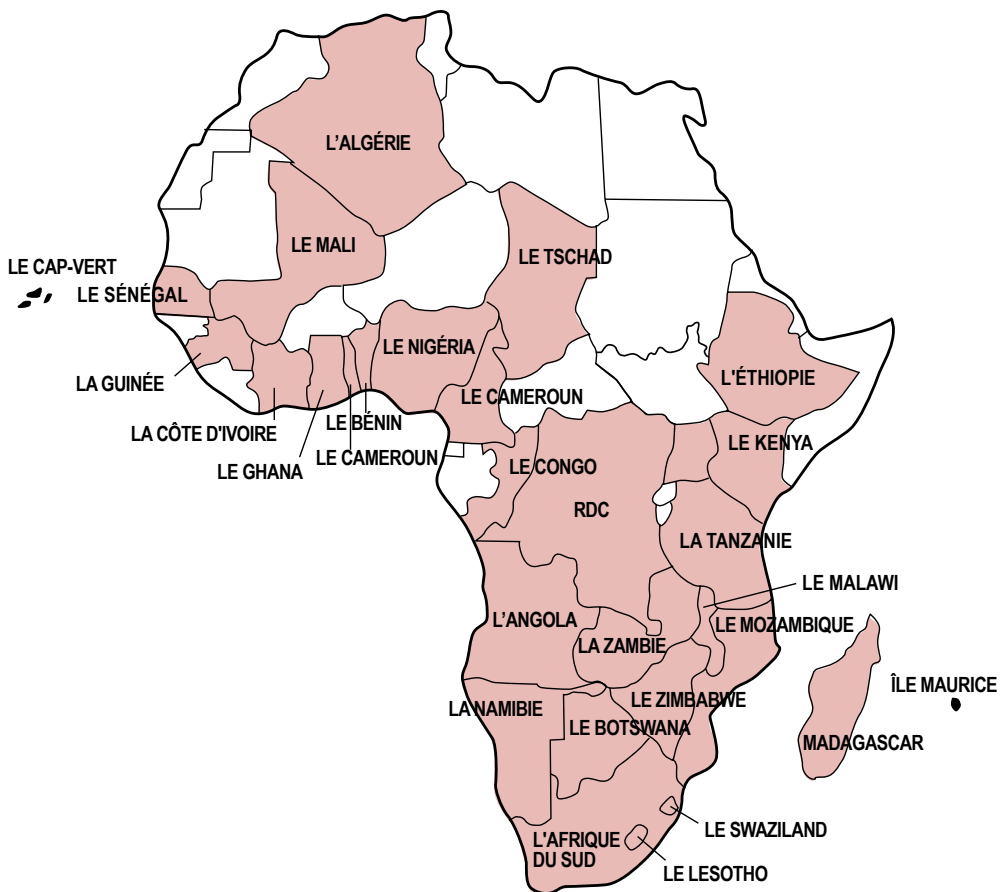 L'ALGÉRIE
LE MALI
LE TSCHAD
LE CAP-VERT
LE SÉNÉGAL
LE NIGÉRIA
LA GUINÉE
L'ÉTHIOPIE
LE CAMEROUN
LE BÉNIN
LA CÔTE D'IVOIRE
LE KENYA
LE CAMEROUN
LE GHANA
LE CONGO
RDC
LA TANZANIE
LE MALAWI
L'ANGOLA
LE MOZAMBIQUE
LA ZAMBIE
ÎLE MAURICE
LE ZIMBABWE
LA NAMIBIE
LE BOTSWANA
MADAGASCAR
LE SWAZILAND
L'AFRIQUE
DU SUD
LE LESOTHO